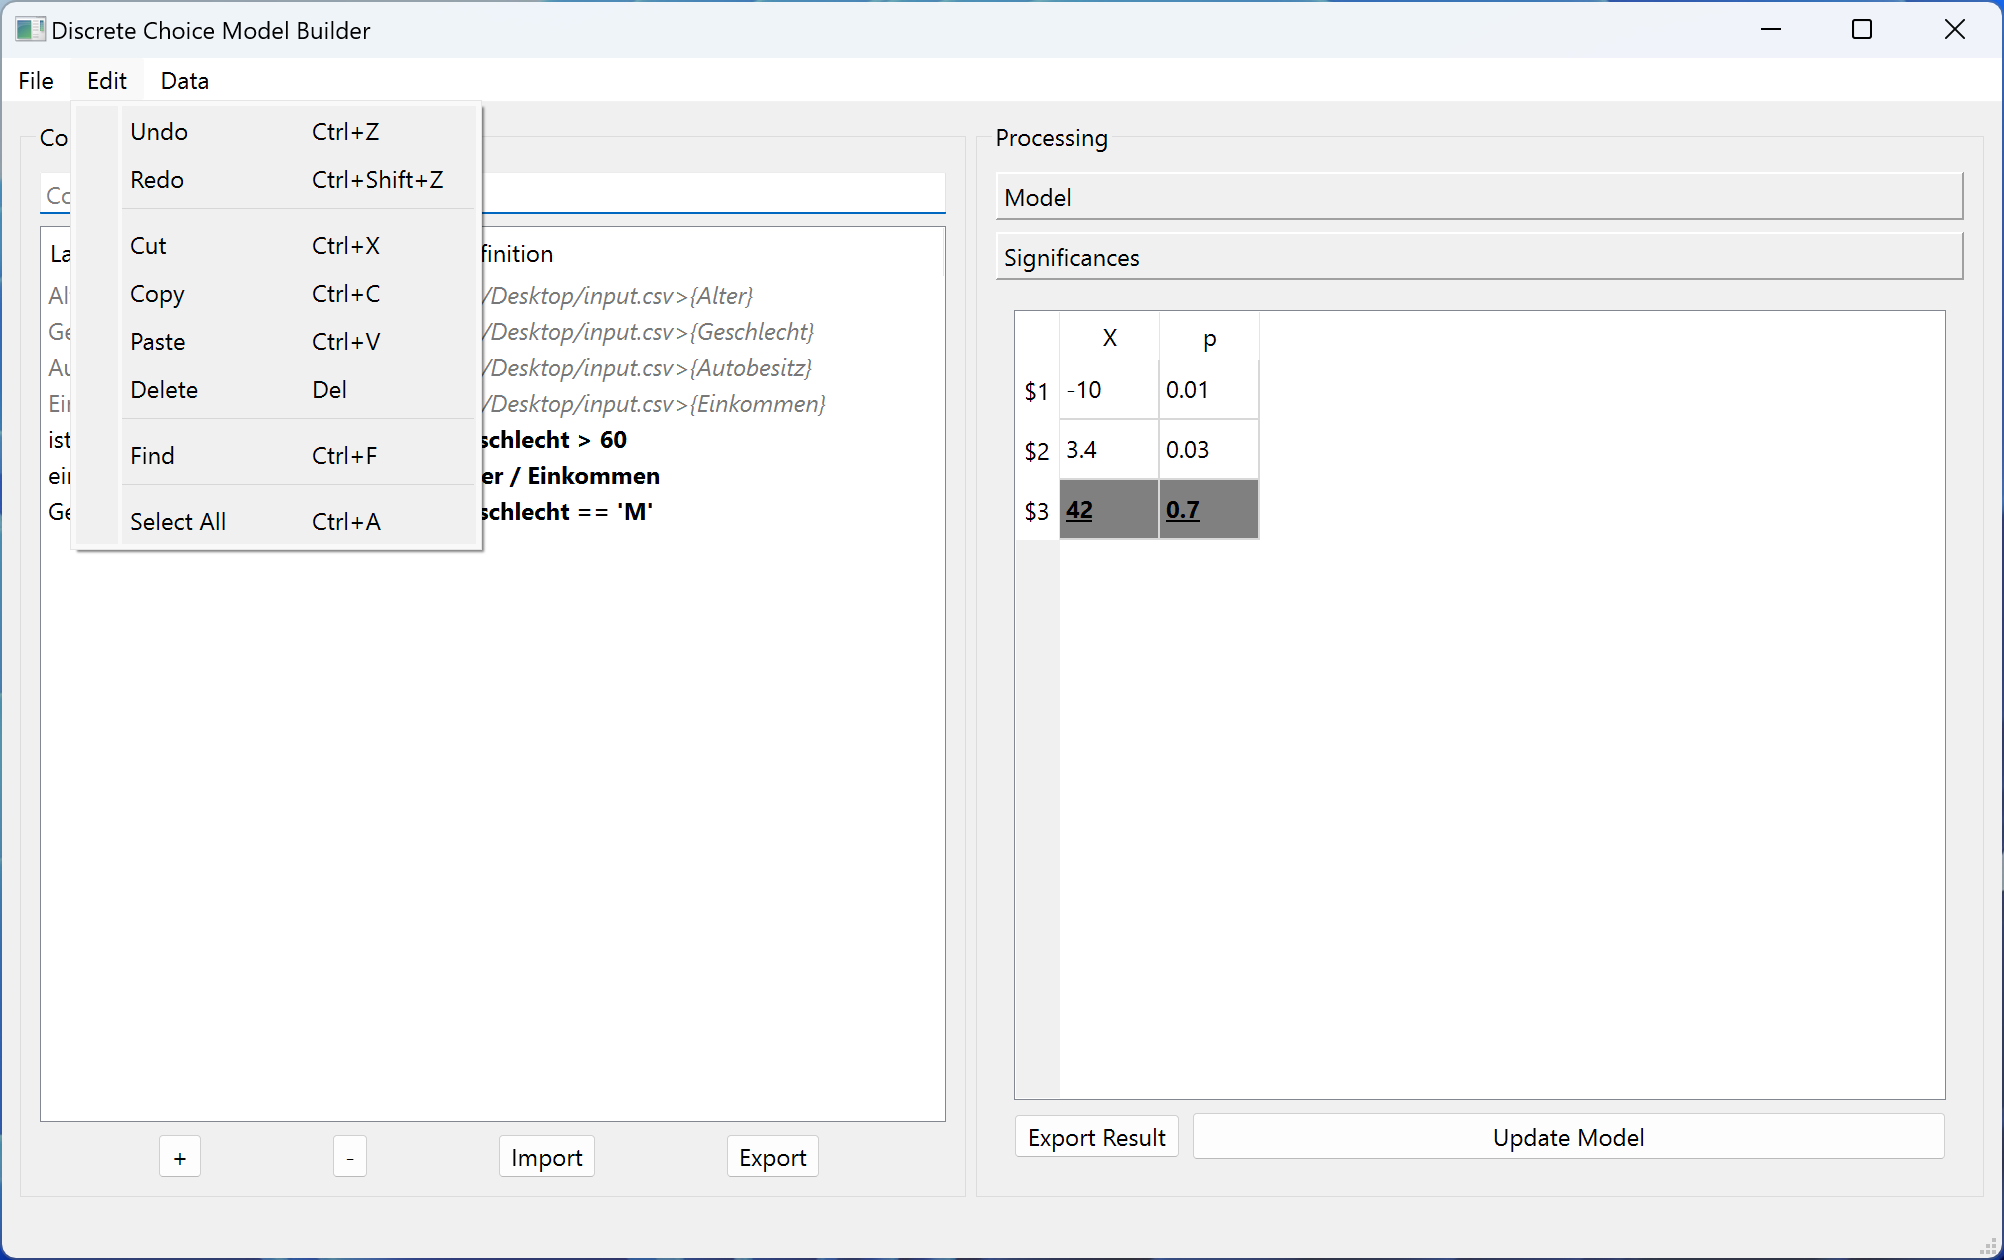 Discrete Choice Model Builder
File Edit Data
Undo Ctrl+Z
Redo Ctrl+Shift+Z
Cut Ctrl+X
Copy Ctrl+C
Paste Ctrl+V
Delete Del
Find Ctrl+F
Select All Ctrl+A
Co
Co
La finition
Al /Desktop/input.csv>{Alter}
Ge /Desktop/input.csv>{Geschlecht}
Au /Desktop/input.csv>{Autobesitz}
Ein /Desktop/input.csv>{Einkommen}
ist schlecht > 60
ein er / Einkommen
Ge schlecht == 'M'
+ - Import Export
Processing
Model
Significances
X p
$1 -10 0.01
$2 3.4 0.03
$3 42 0.7
Export Result Update Model